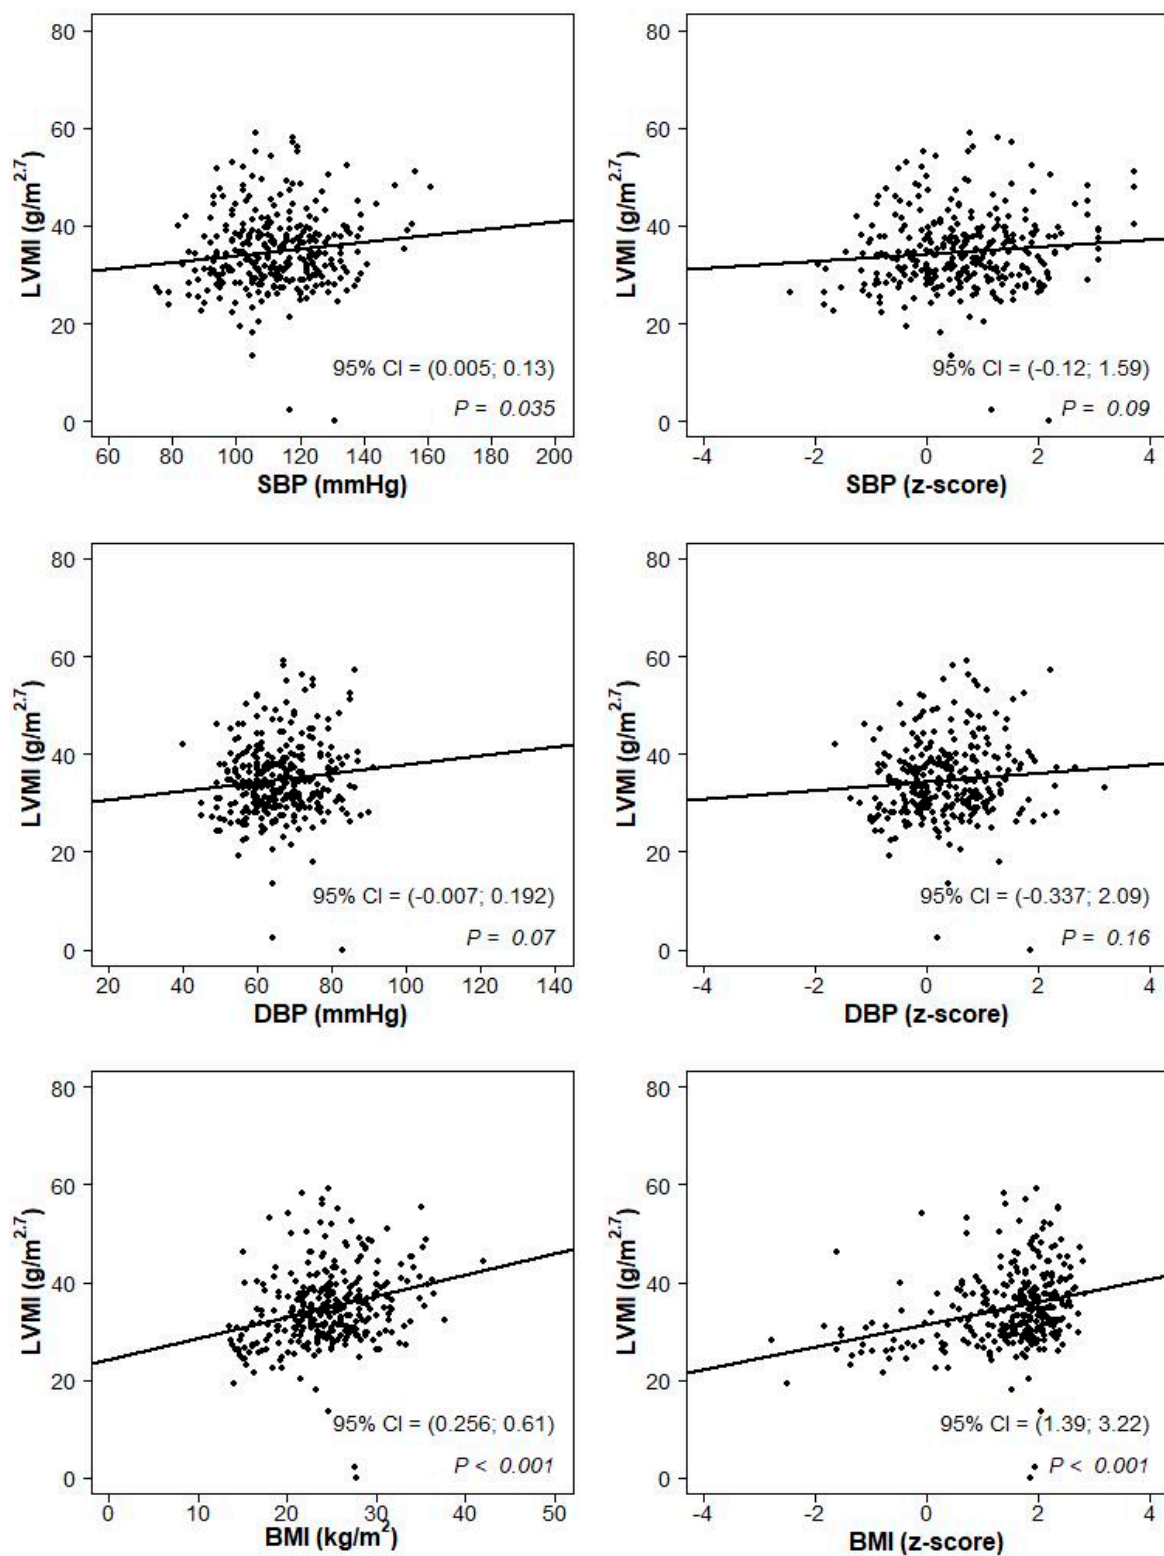 80
60
40
20
0
LVMI (g/m^2.7)
95% CI = (0.005; 0.13)
P = 0.035
60 80 100 120 140 160 180 200
SBP (mmHg)
80
60
40
20
0
LVMI (g/m^2.7)
95% CI = (-0.12; 1.59)
P = 0.09
-4 -2 0 2 4
SBP (z-score)
80
60
40
20
0
LVMI (g/m^2.7)
95% CI = (-0.007; 0.192)
P = 0.07
20 40 60 80 100 120 140
DBP (mmHg)
80
60
40
20
0
LVMI (g/m^2.7)
95% CI = (-0.337; 2.09)
P = 0.16
-4 -2 0 2 4
DBP (z-score)
80
60
40
20
0
LVMI (g/m^2.7)
95% CI = (0.256; 0.61)
P < 0.001
0 10 20 30 40 50
BMI (kg/m^2)
80
60
40
20
0
LVMI (g/m^2.7)
95% CI = (1.39; 3.22)
P < 0.001
-4 -2 0 2 4
BMI (z-score)